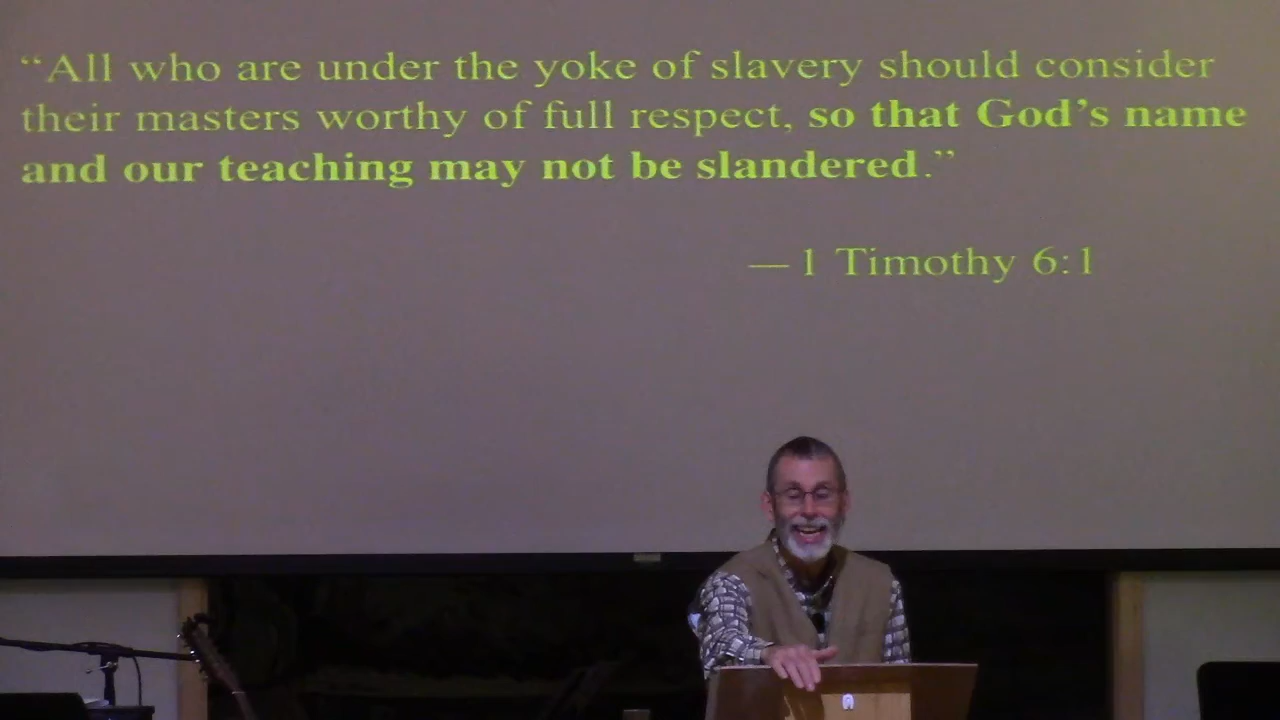 “All who are under the yoke of slavery should consider
their masters worthy of full respect, so that God’s name
and our teaching may not be slandered.”
— 1 Timothy 6:1